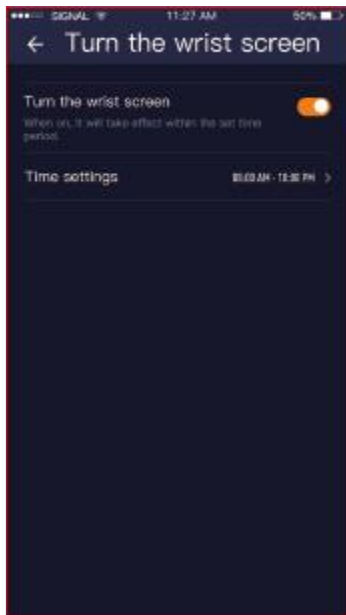 SIGNAL 11:27 AM 50%
Turn the wrist screen
Turn the wrist screen
When on, it will take effect within the set time
period.
Time settings